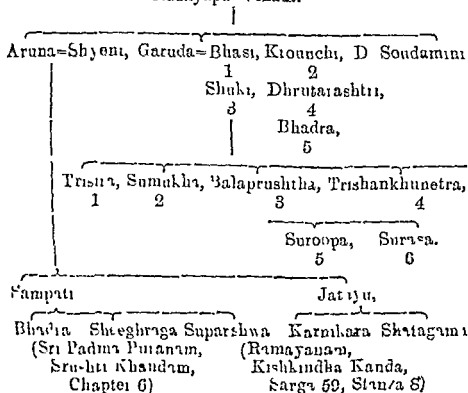 Aruna=Shyeni, Garuda=Bhasi, Krounchi, D Soudamini
1 2
Shuki, Dhrutarashtri,
3 4
Bhadra,
5
Trisira, Sumukha, Balaprushtha, Trishankhunetra,
1 2 3 4
Suroopa, Surasa.
5 6
Sampati Jatayu,
Bhadia Sheeghraga Suparshwa Karnikara Shatagami
(Sri Padma Puranam, (Ramayanam,
Srushti Khandam, Kishkindha Kanda,
Chapter 6) Sarga 59, Stanza 8)